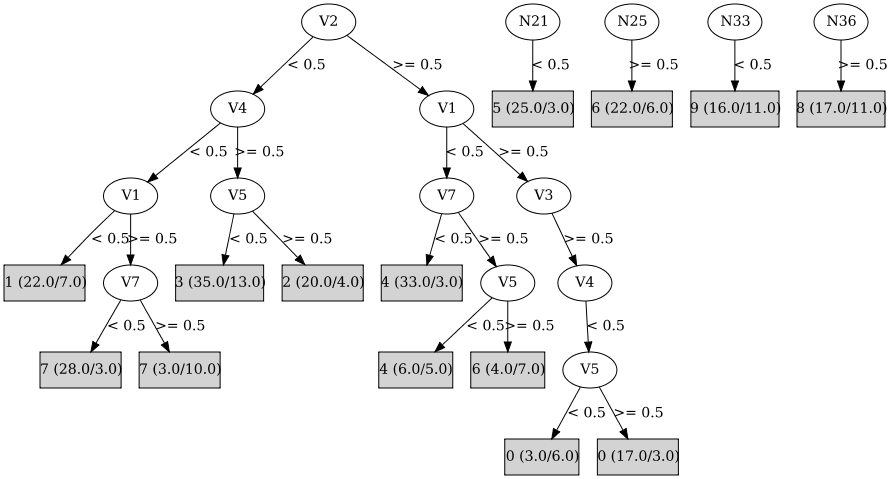 V2 N21 N25 N33 N36
< 0.5 >= 0.5 < 0.5 >= 0.5 < 0.5 >= 0.5
V4 V1 5 (25.0/3.0) 6 (22.0/6.0) 9 (16.0/11.0) 8 (17.0/11.0)
< 0.5 >= 0.5 < 0.5 >= 0.5
V1 V5 V7 V3
< 0.5 >= 0.5 < 0.5 >= 0.5 < 0.5 >= 0.5 >= 0.5
1 (22.0/7.0) V7 3 (35.0/13.0) 2 (20.0/4.0) 4 (33.0/3.0) V5 V4
< 0.5 >= 0.5 < 0.5 >= 0.5 < 0.5
7 (28.0/3.0) 7 (3.0/10.0) 4 (6.0/5.0) 6 (4.0/7.0) V5
< 0.5 >= 0.5
0 (3.0/6.0) 0 (17.0/3.0)